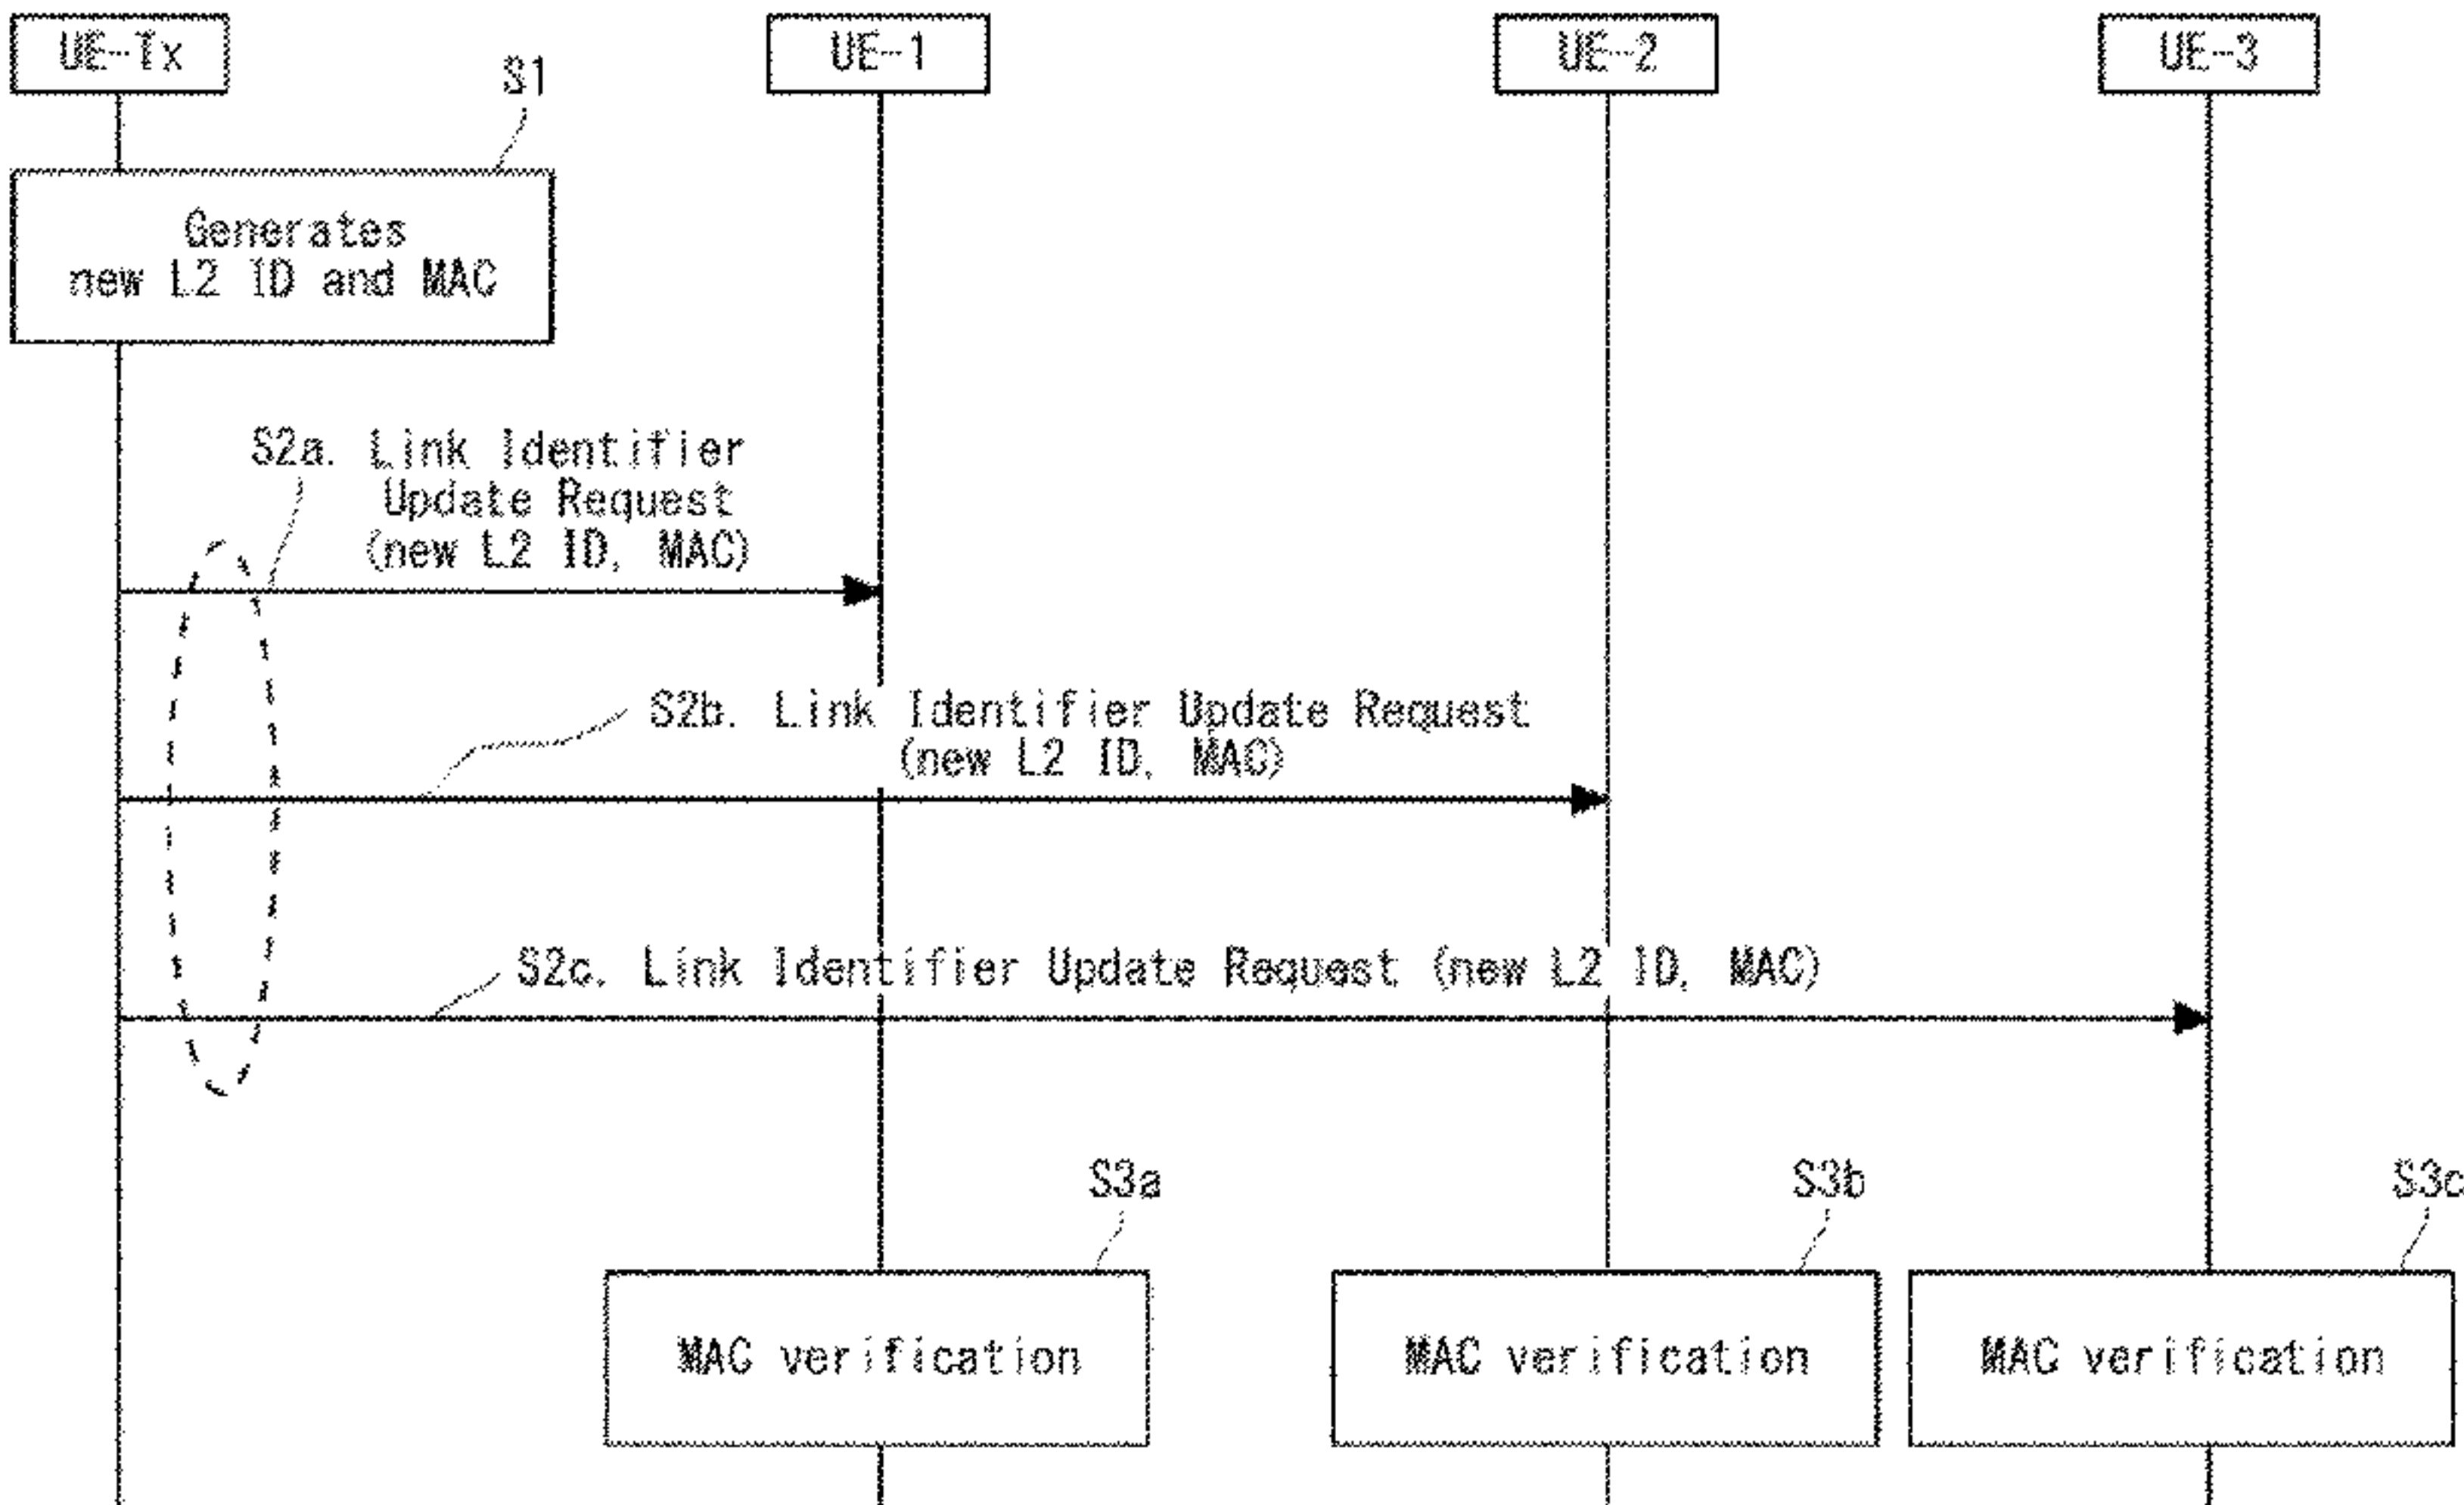 UE-Tx
UE-1
UE-2
UE-3
S1
Generates
new L2 ID and MAC
S2a. Link Identifier
Update Request
(new L2 ID, MAC)
S2b. Link Identifier Update Request
(new L2 ID, MAC)
S2c. Link Identifier Update Request (new L2 ID, MAC)
S3a
S3b
S3c
MAC verification
MAC verification
MAC verification